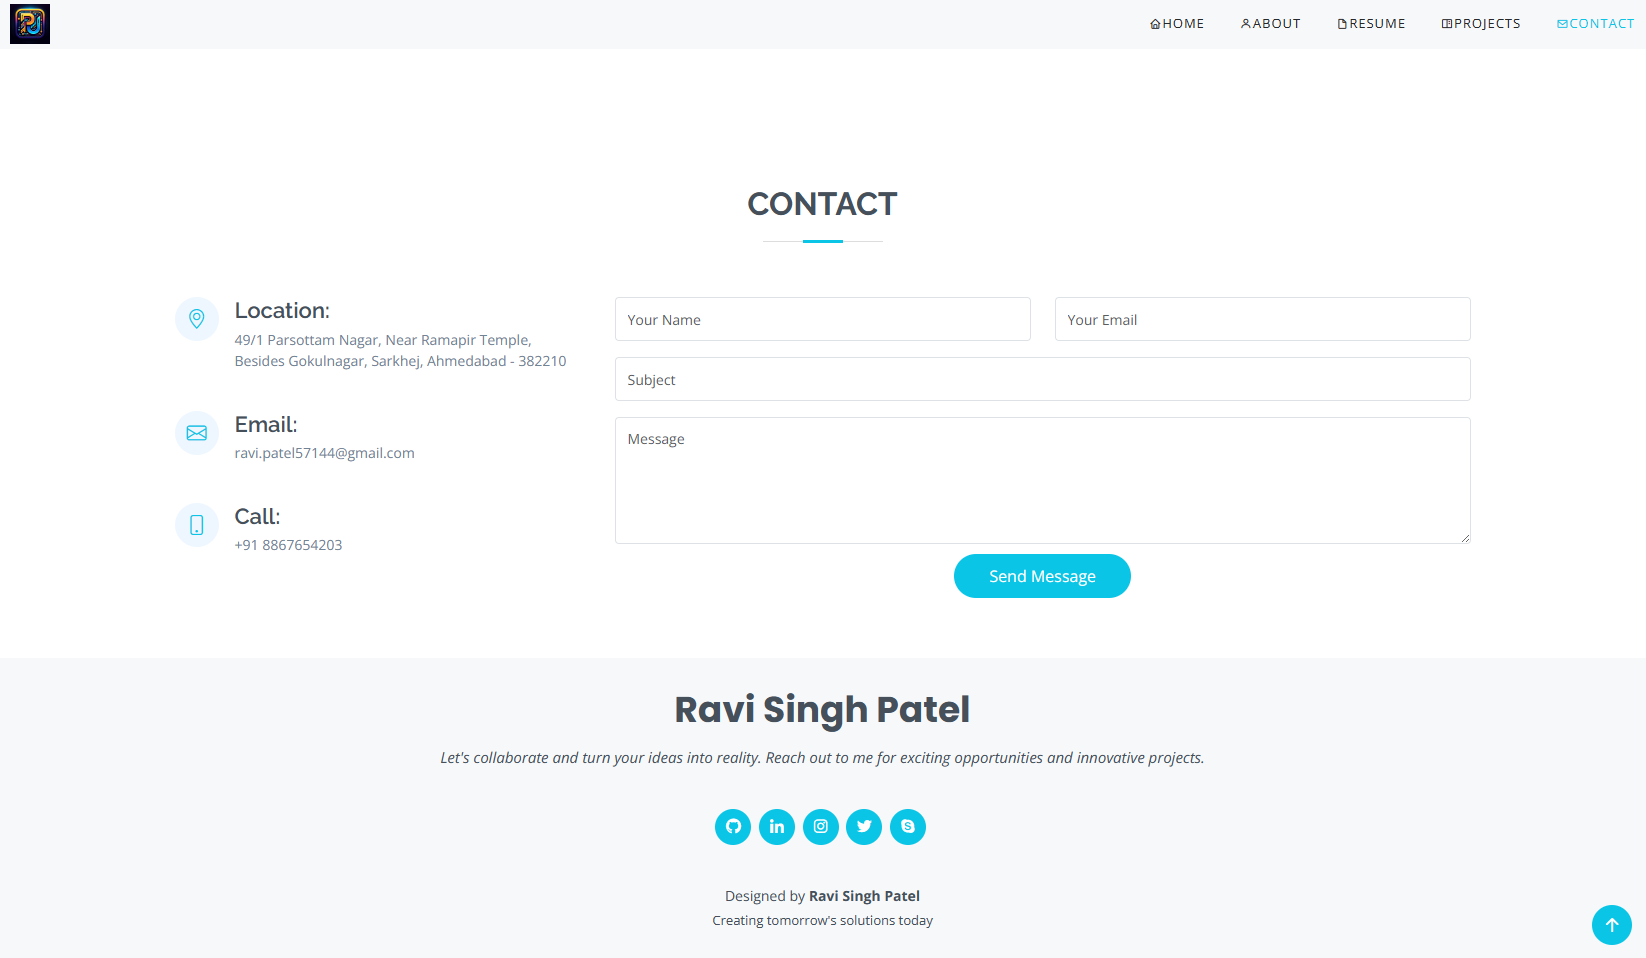 HOME ABOUT RESUME PROJECTS CONTACT
CONTACT
Location:
49/1 Parsottam Nagar, Near Ramapir Temple,
Besides Gokulnagar, Sarkhej, Ahmedabad - 382210
Email:
ravi.patel57144@gmail.com
Call:
+91 8867654203
Your Name
Your Email
Subject
Message
Send Message
Ravi Singh Patel
Let's collaborate and turn your ideas into reality. Reach out to me for exciting opportunities and innovative projects.
Designed by Ravi Singh Patel
Creating tomorrow's solutions today